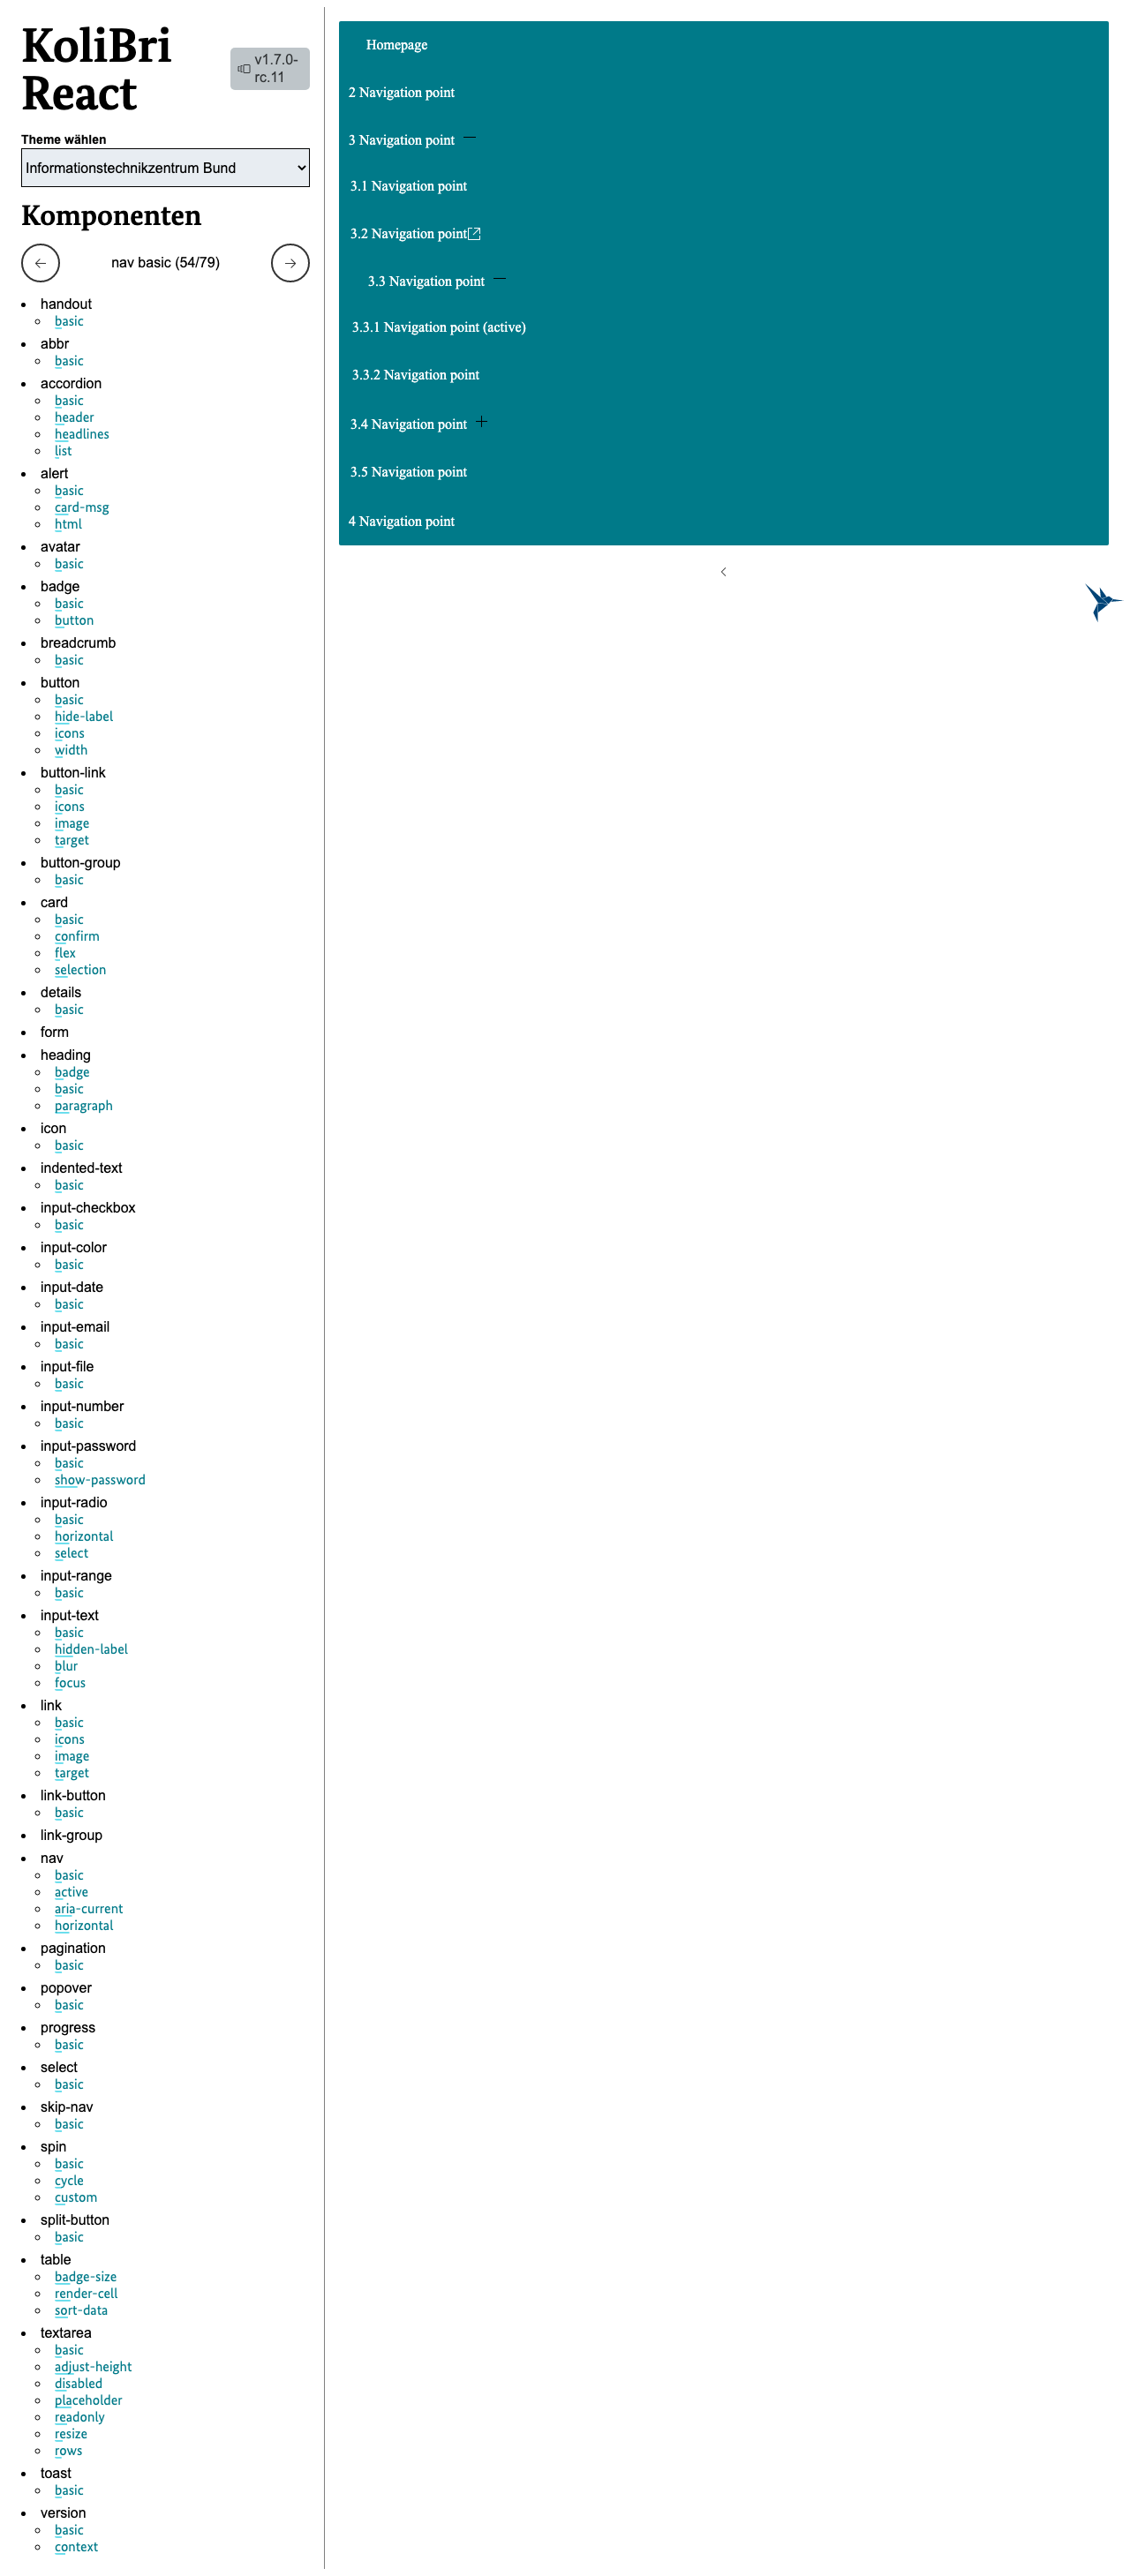 KoliBri
React
v1.7.0-
rc.11
Theme wählen
Informationstechnikzentrum Bund
Komponenten
nav basic (54/79)
handout
basic
abbr
basic
accordion
basic
header
headlines
list
alert
basic
card-msg
html
avatar
basic
badge
basic
button
breadcrumb
basic
button
basic
hide-label
icons
width
button-link
basic
icons
image
target
button-group
basic
card
basic
confirm
flex
selection
details
basic
form
heading
badge
basic
paragraph
icon
basic
indented-text
basic
input-checkbox
basic
input-color
basic
input-date
basic
input-email
basic
input-file
basic
input-number
basic
input-password
basic
show-password
input-radio
basic
horizontal
select
input-range
basic
input-text
basic
hidden-label
blur
focus
link
basic
icons
image
target
link-button
basic
link-group
nav
basic
active
aria-current
horizontal
pagination
basic
popover
basic
progress
basic
select
basic
skip-nav
basic
spin
basic
cycle
custom
split-button
basic
table
badge-size
render-cell
sort-data
textarea
basic
adjust-height
disabled
placeholder
readonly
resize
rows
toast
basic
version
basic
context
Homepage
2 Navigation point
3 Navigation point
3.1 Navigation point
3.2 Navigation point
3.3 Navigation point
3.3.1 Navigation point (active)
3.3.2 Navigation point
3.4 Navigation point
3.5 Navigation point
4 Navigation point